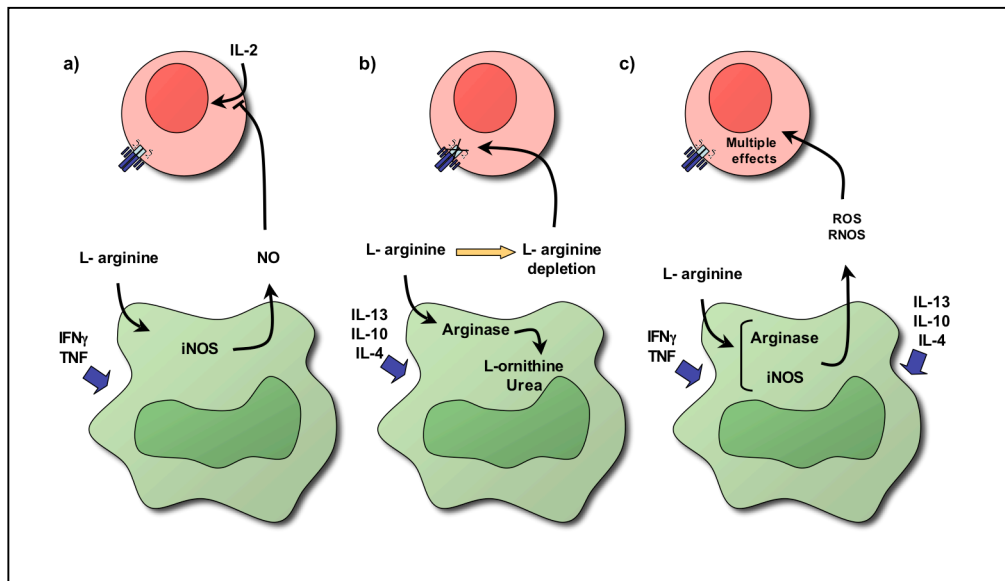 a)
IL-2
L- arginine
NO
IFNγ
TNF
iNOS
b)
L- arginine
L- arginine
depletion
IL-13
IL-10
IL-4
Arginase
L-ornithine
Urea
c)
Multiple
effects
ROS
RNOS
L- arginine
IFNγ
TNF
Arginase
iNOS
IL-13
IL-10
IL-4